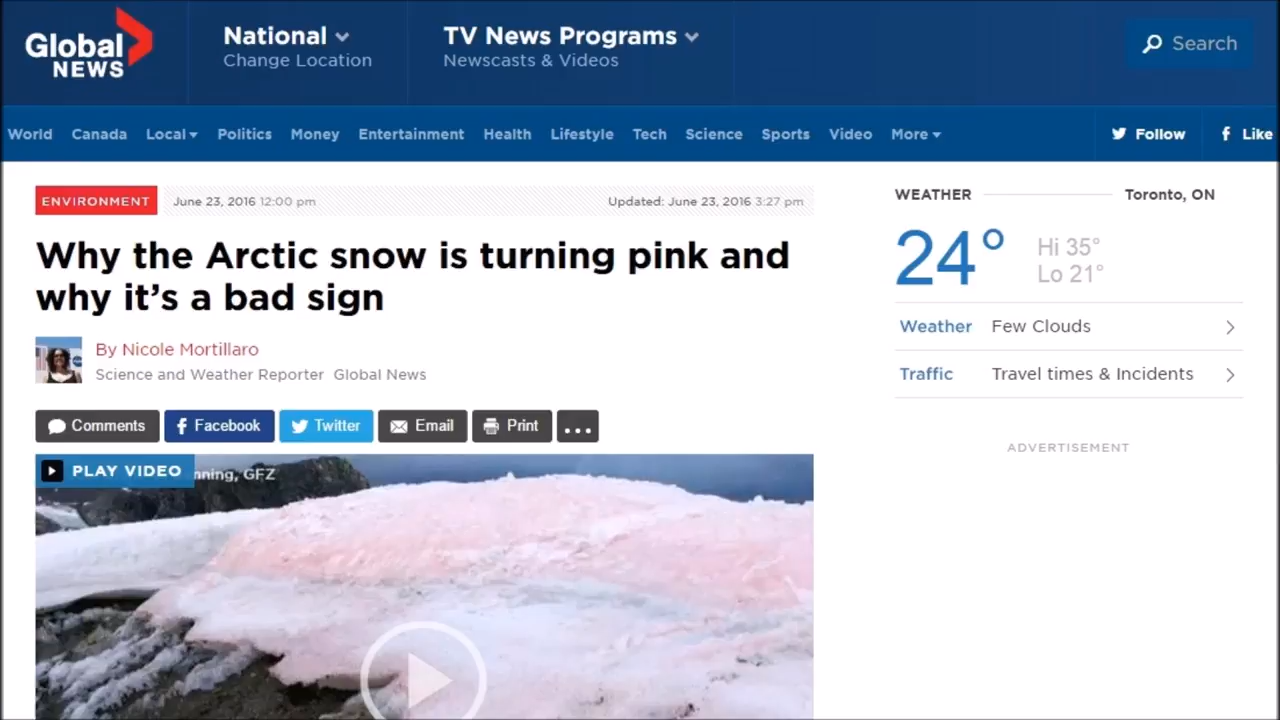 Global NEWS
National
Change Location
TV News Programs
Newscasts & Videos
Search
World Canada Local Politics Money Entertainment Health Lifestyle Tech Science Sports Video More Follow Like
ENVIRONMENT June 23, 2016 12:00 pm Updated: June 23, 2016 3:27 pm
Why the Arctic snow is turning pink and
why it’s a bad sign
By Nicole Mortillaro
Science and Weather Reporter Global News
Comments Facebook Twitter Email Print ...
PLAY VIDEO nning, GFZ
WEATHER Toronto, ON
24° Hi 35°
Lo 21°
Weather Few Clouds
Traffic Travel times & Incidents
ADVERTISEMENT